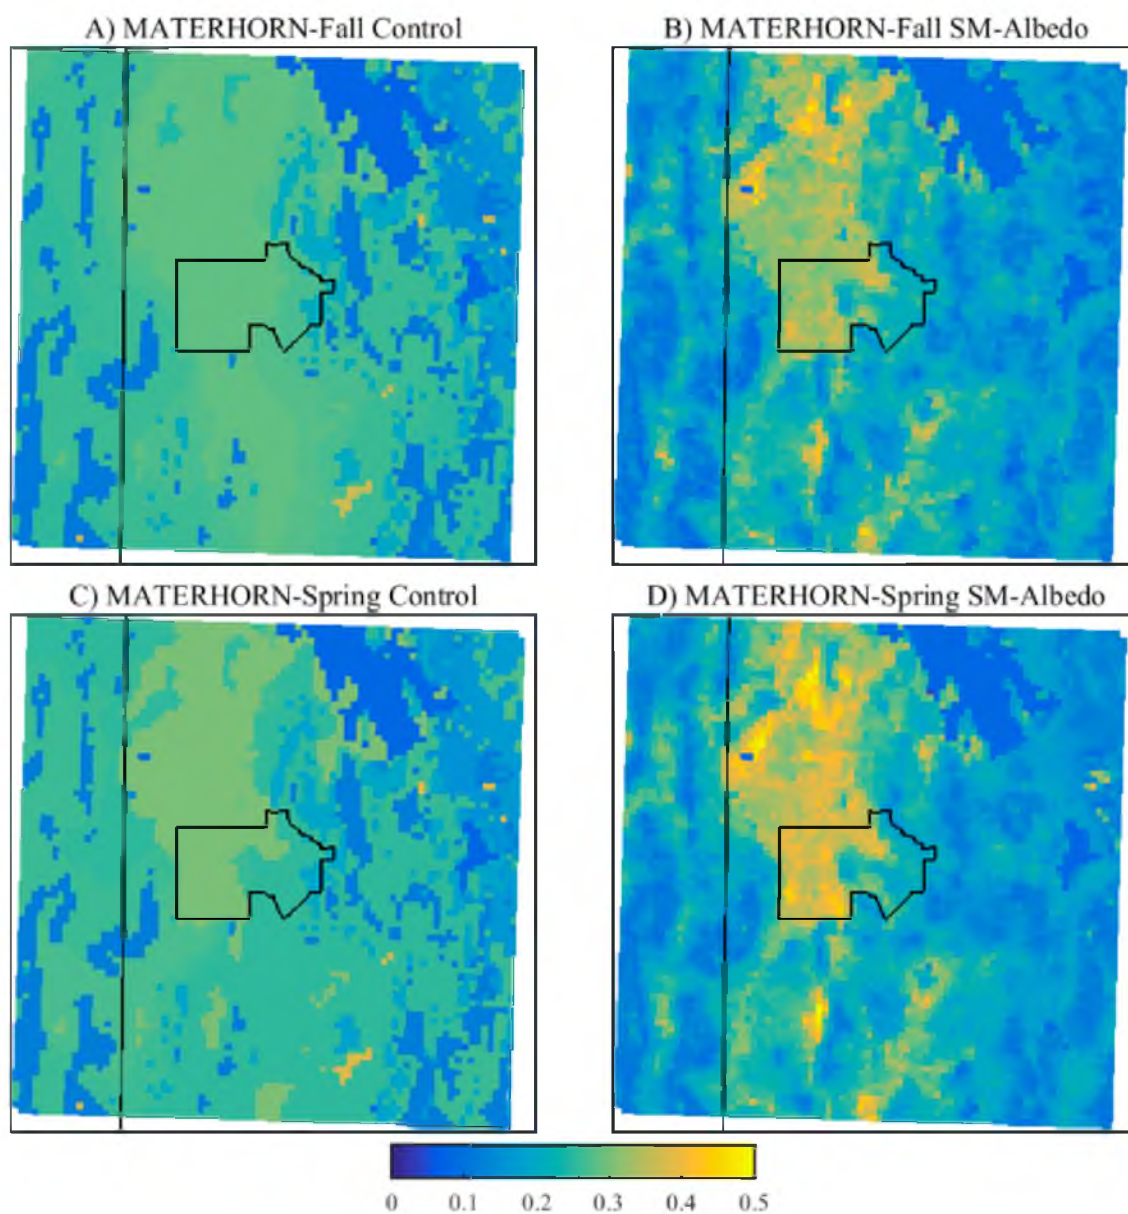 A) MATERHORN-Fall Control
B) MATERHORN-Fall SM-Albedo
C) MATERHORN-Spring Control
D) MATERHORN-Spring SM-Albedo
0 0.1 0.2 0.3 0.4 0.5